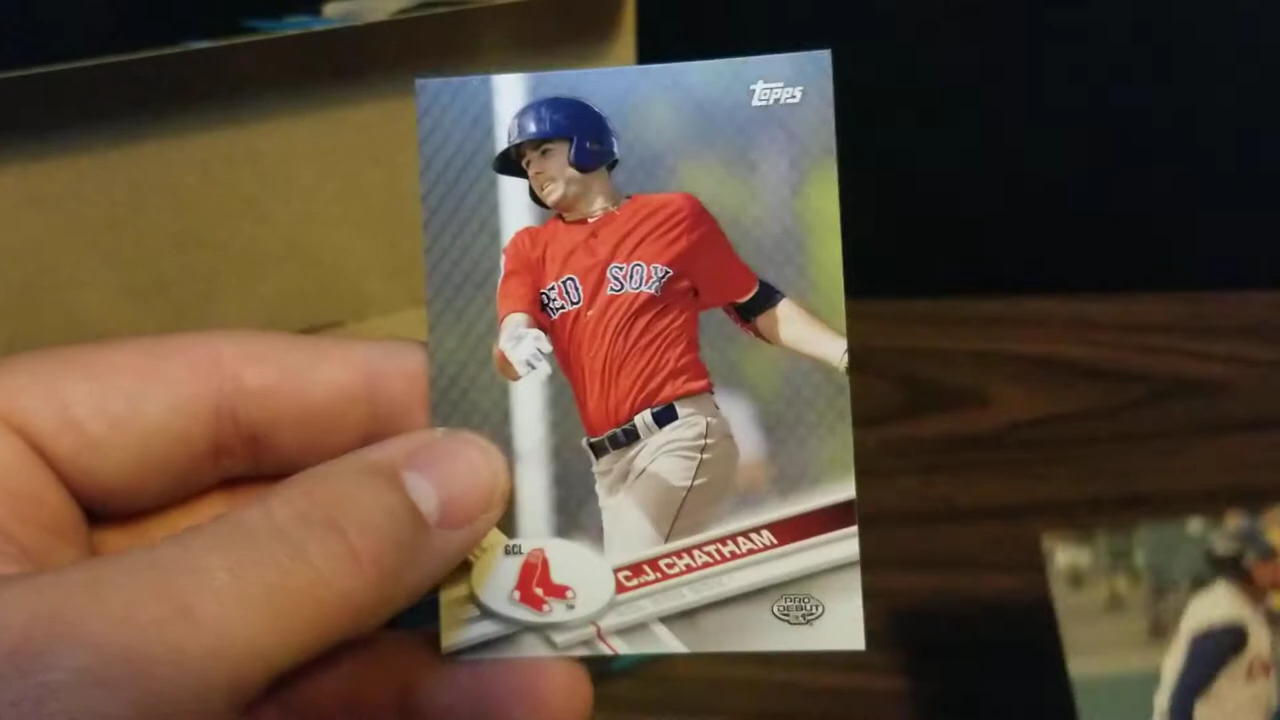 topps
RED SOX
GCL
C.J. CHATHAM
PRO
DEBUT